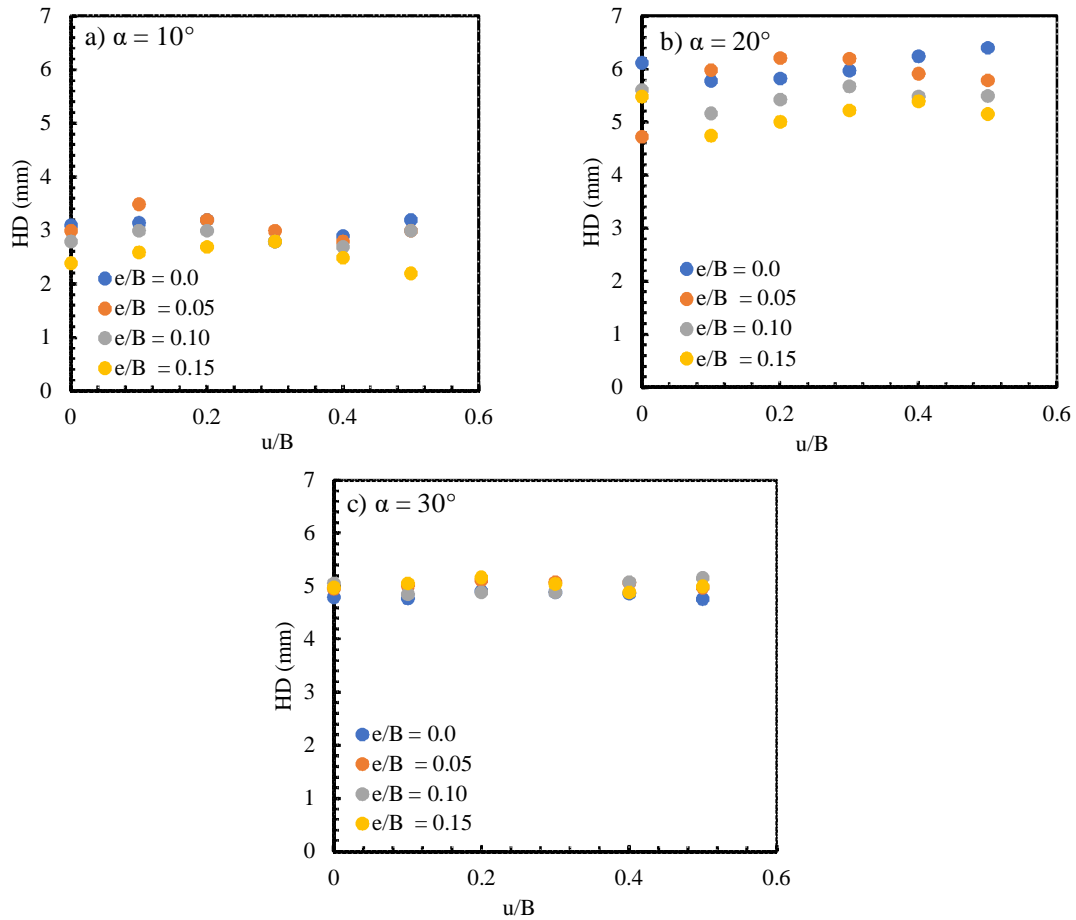 a) α = 10°
7
6
5
4
3
2
1
0
HD (mm)
e/B = 0.0
e/B = 0.05
e/B = 0.10
e/B = 0.15
0 0.2 0.4 0.6
u/B
b) α = 20°
7
6
5
4
3
2
1
0
HD (mm)
e/B = 0.0
e/B = 0.05
e/B = 0.10
e/B = 0.15
0 0.2 0.4 0.6
u/B
c) α = 30°
7
6
5
4
3
2
1
0
HD (mm)
e/B = 0.0
e/B = 0.05
e/B = 0.10
e/B = 0.15
0 0.2 0.4 0.6
u/B